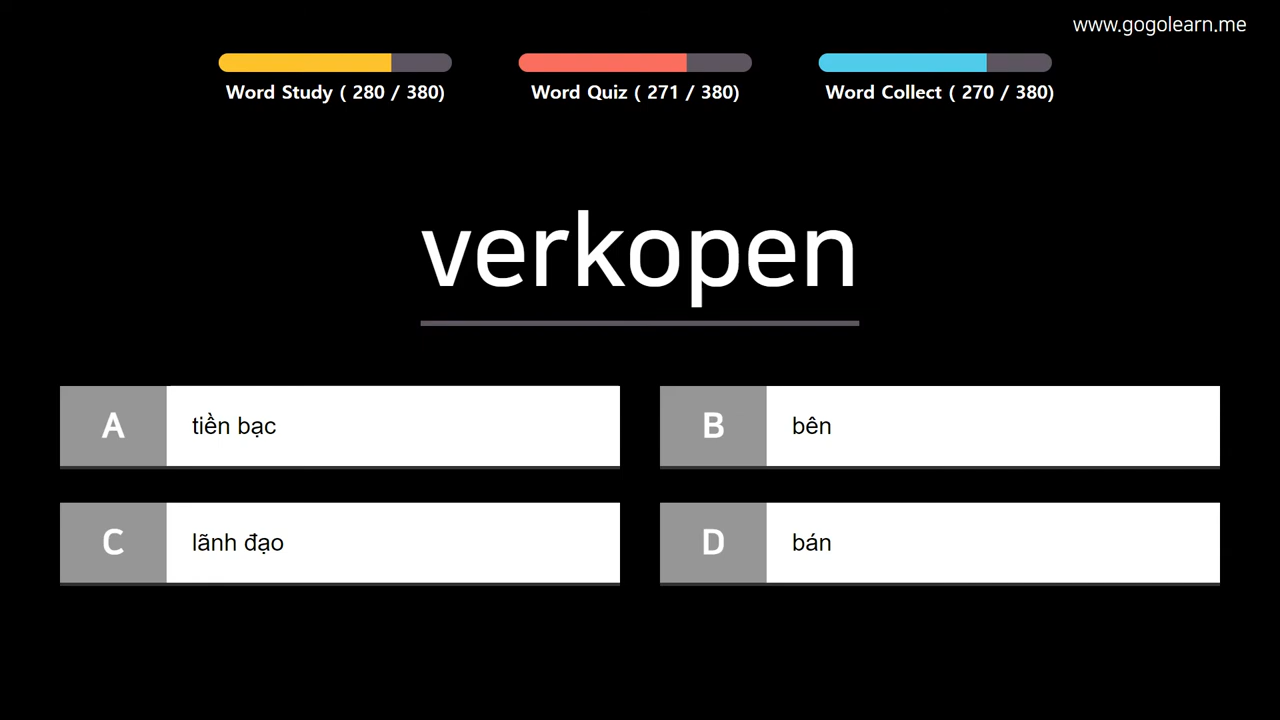 www.gogolearn.me
Word Study ( 280 / 380)
Word Quiz ( 271 / 380)
Word Collect ( 270 / 380)
verkopen
A tiền bạc
B bên
C lãnh đạo
D bán